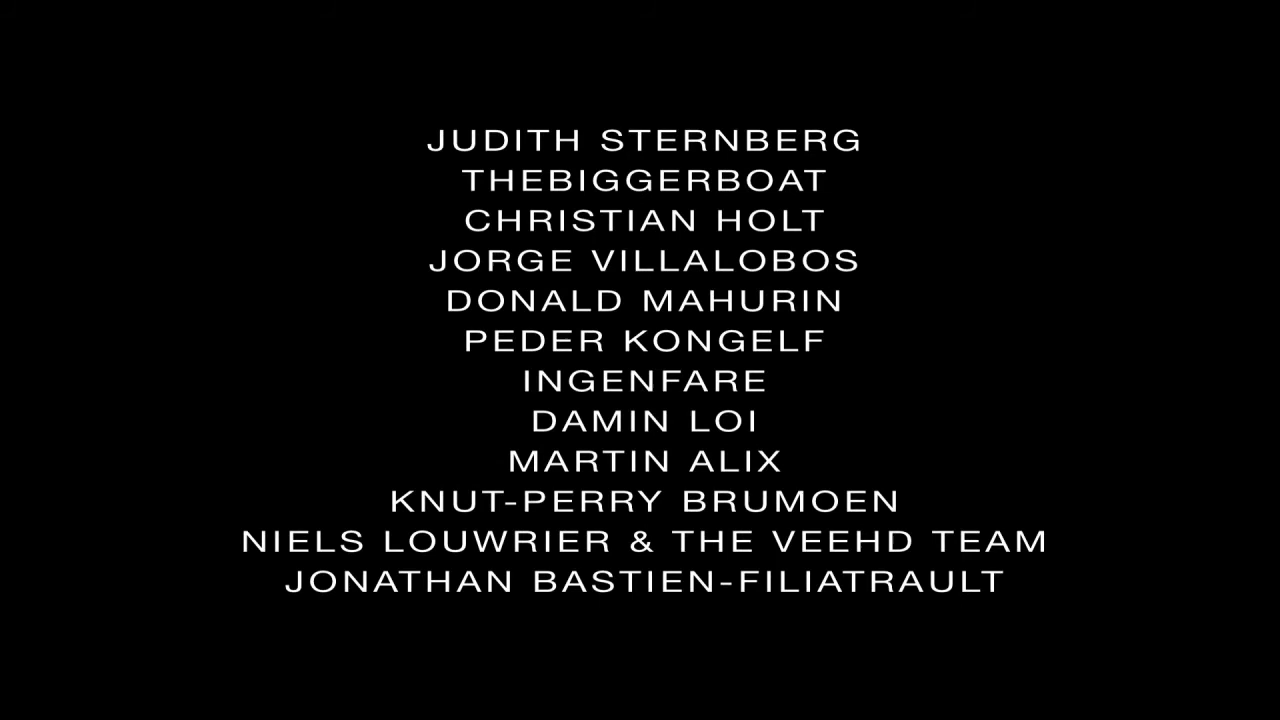 JUDITH STERNBERG
THEBIGGERBOAT
CHRISTIAN HOLT
JORGE VILLALOBOS
DONALD MAHURIN
PEDER KONGELF
INGENFARE
DAMIN LOI
MARTIN ALIX
KNUT-PERRY BRUMOEN
NIELS LOUWRIER & THE VEEHD TEAM
JONATHAN BASTIEN-FILIATRAULT